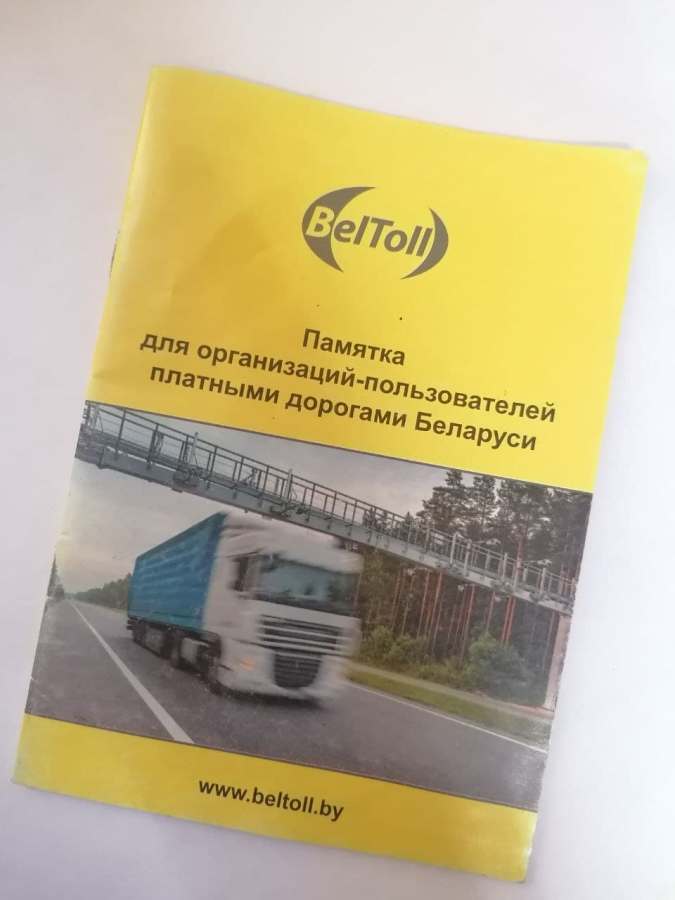 BelToll
Памятка
для организаций-пользователей
платными дорогами Беларуси
www.beltoll.by